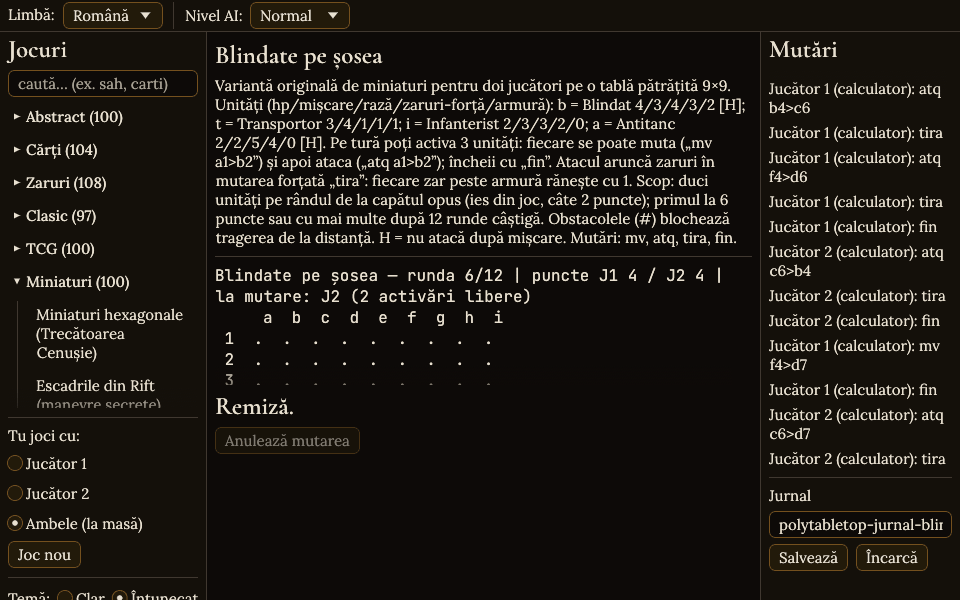 Limbă: Română ▼ Nivel AI: Normal ▼
Jocuri
caută... (ex. sah, carti)
▸ Abstract (100)
▸ Cărți (104)
▸ Zaruri (108)
▸ Clasic (97)
▸ TCG (100)
▾ Miniaturi (100)
Miniaturi hexagonale
(Trecătoarea
Cenușie)
Escadrile din Rift
(manevre secrete)
Tu joci cu:
Jucător 1
Jucător 2
Ambele (la masă)
Joc nou
Temă: Clar Întunecat
Blindate pe șosea
Variantă originală de miniaturi pentru doi jucători pe o tablă pătrățită 9×9.
Unități (hp/mișcare/rază/zaruri-forță/armură): b = Blindat 4/3/4/3/2 [H];
t = Transportor 3/4/1/1/1; i = Infanterist 2/3/3/2/0; a = Antitanc
2/2/5/4/0 [H]. Pe tură poți activa 3 unități: fiecare se poate muta („mv
a1>b2”) și apoi ataca („atq a1>b2”); închei cu „fin”. Atacul aruncă zaruri în
mutarea forțată „tira”: fiecare zar peste armură rănește cu 1. Scop: duci
unități pe rândul de la capătul opus (ies din joc, câte 2 puncte); primul la 6
puncte sau cu mai multe după 12 runde câștigă. Obstacolele (#) blochează
tragerea de la distanță. H = nu atacă după mișcare. Mutări: mv, atq, tira, fin.
Blindate pe șosea — runda 6/12 | puncte J1 4 / J2 4 |
la mutare: J2 (2 activări libere)
a b c d e f g h i
1 . . . . . . . . .
2 . . . . . . . . .
3 . . . . . . . . .
Remiză.
Anulează mutarea
Mutări
Jucător 1 (calculator): atq
b4>c6
Jucător 1 (calculator): tira
Jucător 1 (calculator): atq
f4>d6
Jucător 1 (calculator): tira
Jucător 1 (calculator): fin
Jucător 2 (calculator): atq
c6>b4
Jucător 2 (calculator): tira
Jucător 2 (calculator): fin
Jucător 1 (calculator): mv
f4>d7
Jucător 1 (calculator): fin
Jucător 2 (calculator): atq
c6>d7
Jucător 2 (calculator): tira
Jurnal
polytabletop-jurnal-blin
Salvează Încarcă